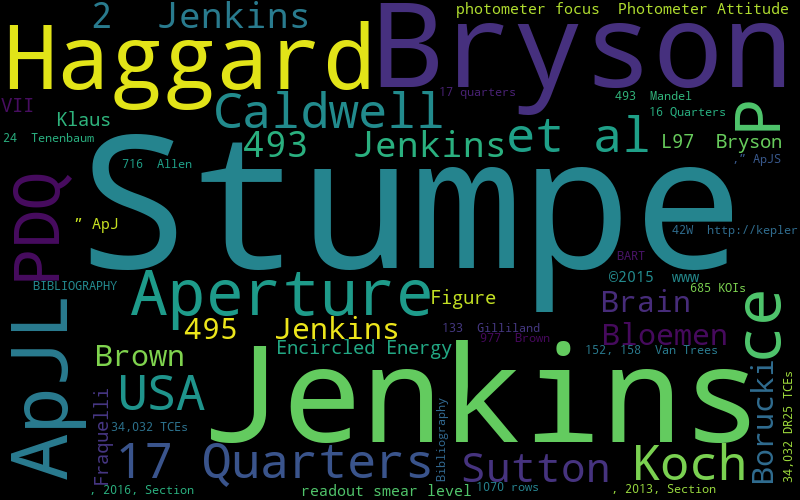 2  Jenkins
photometer focus  Photometer Attitude
Haggard
Bryson
17 quarters
VII
Klaus
Caldwell
493  Mandel
16 Quarters
P
24  Tenenbaum
493  Jenkins
et al
L97  Bryson
716  Allen
Stumpe
,” ApJS
PDQ
” ApJ
42W  http://kepler
BART
BIBLIOGRAPHY
Aperture
©2015  www
685 KOIs
Figure
Brain
ce
ApJL
495  Jenkins
133  Gilliland
977  Brown
Bloemen
Brown
Encircled Energy
152, 158  Van Trees
Jenkins
USA
Fraquelli
Borucki
34,032 DR25 TCEs
34,032 TCEs
Bibliography
17 Quarters
Sutton
Koch
, 2016, Section
readout smear level
1070 rows
, 2013, Section